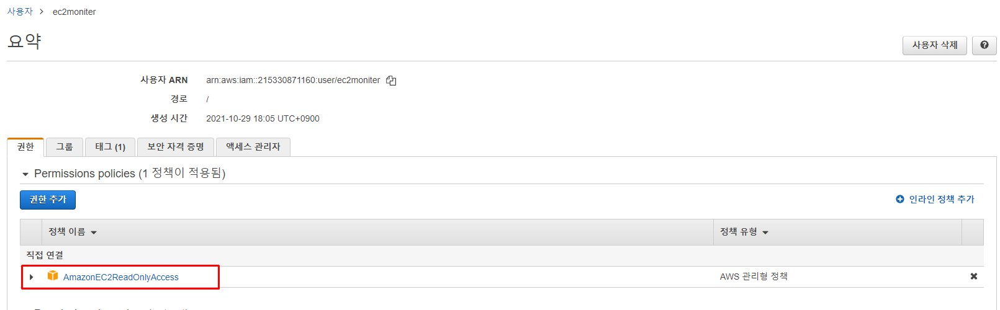 사용자 > ec2moniter
요약
사용자 삭제
사용자 ARN arn:aws:iam::215330871160:user/ec2moniter
경로 /
생성 시간 2021-10-29 18:05 UTC+0900
권한 그룹 태그 (1) 보안 자격 증명 액세스 관리자
Permissions policies (1 정책이 적용됨)
권한 추가 인라인 정책 추가
정책 이름 정책 유형
직접 연결
AmazonEC2ReadOnlyAccess AWS 관리형 정책